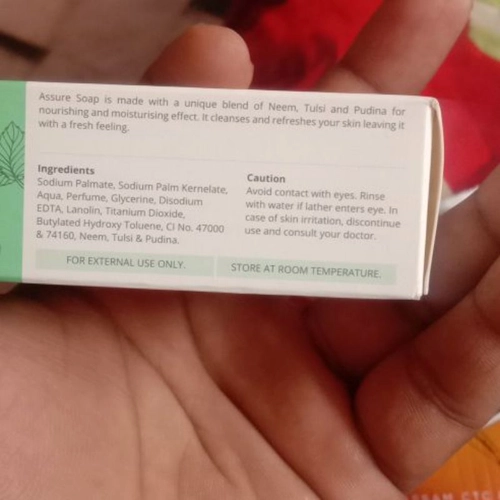 Assure Soap is made with a unique blend of Neem, Tulsi and Pudina for
nourishing and moisturising effect. It cleanses and refreshes your skin leaving it
with a fresh feeling.
Ingredients
Sodium Palmate, Sodium Palm Kernelate,
Aqua, Perfume, Glycerine, Disodium
EDTA, Lanolin, Titanium Dioxide,
Butylated Hydroxy Toluene, CI No. 47000
& 74160, Neem, Tulsi & Pudina.
Caution
Avoid contact with eyes. Rinse
with water if lather enters eye. In
case of skin irritation, discontinue
use and consult your doctor.
FOR EXTERNAL USE ONLY.
STORE AT ROOM TEMPERATURE.